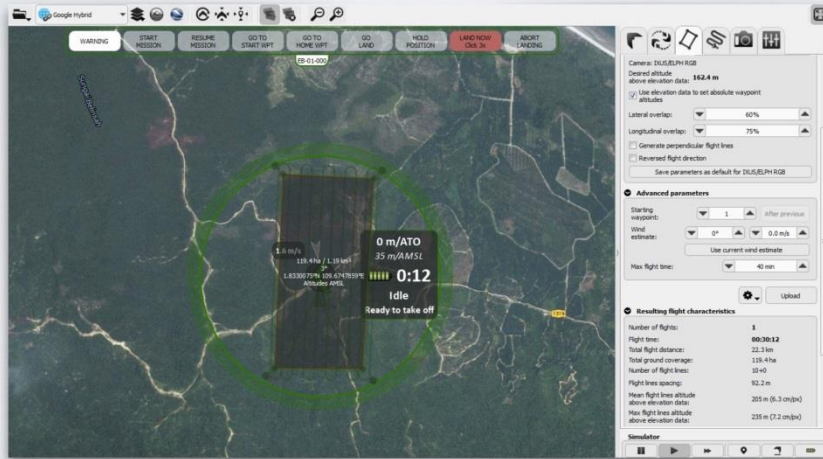 Google Hybrid
WARNING
START MISSION
RESUME MISSION
GO TO START WPT
GO TO HOME WPT
GO LAND
HOLD POSITION
LAND NOW Click 3x
ABORT LANDING
EB-01-000
1.6 m/s
119.4 ha / 1.19 km²
1.8330075°N 109.6747859°E
Altitudes AMSL
0 m/ATO
35 m/AMSL
0:12
Idle
Ready to take off
Camera: IXUS/ELPH RGB
Desired altitude
above elevation data: 162.4 m
Use elevation data to set absolute waypoint
altitudes
Lateral overlap: 60%
Longitudinal overlap: 75%
Generate perpendicular flight lines
Reversed flight direction
Save parameters as default for IXUS/ELPH RGB
Advanced parameters
Starting
waypoint: 1 After previous
Wind
estimate: 0° 0.0 m/s
Use current wind estimate
Max flight time: 40 min
Upload
Resulting flight characteristics
Number of flights: 1
Flight time: 00:30:12
Total flight distance: 22.3 km
Total ground coverage: 119.4 ha
Number of flight lines: 10+0
Flight lines spacing: 92.2 m
Mean flight lines altitude
above elevation data: 205 m (6.3 cm/px)
Max flight lines altitude
above elevation data: 235 m (7.2 cm/px)
Simulator